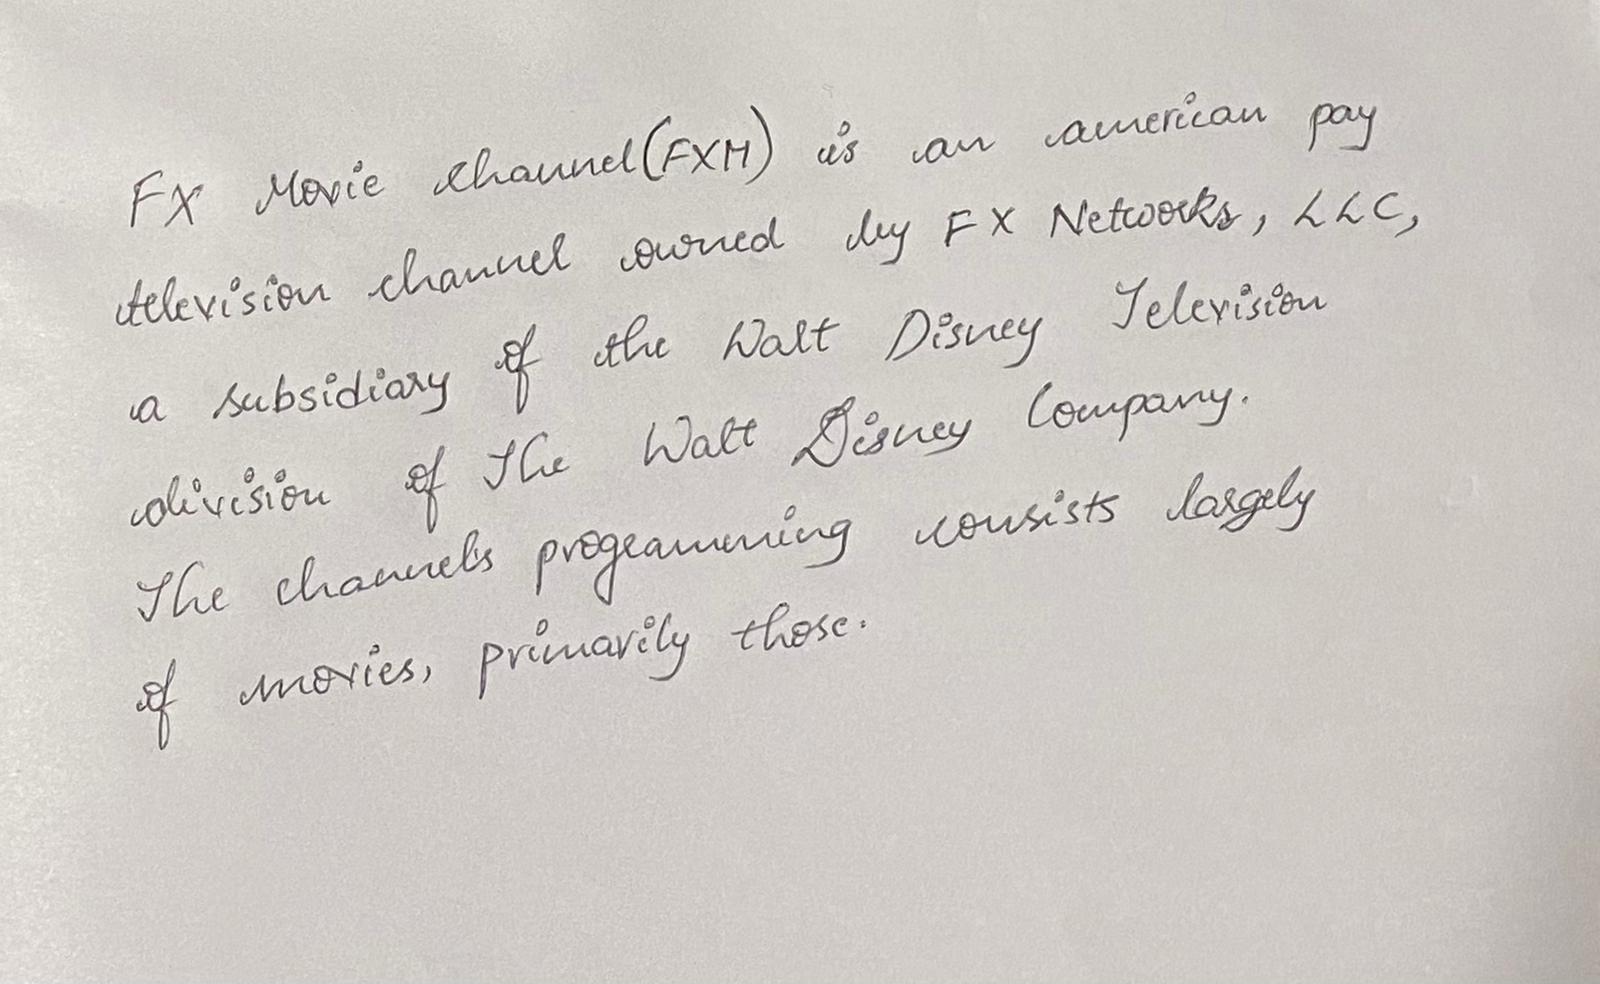 FX Movie channel(FXM) is an american pay
television channel owned by FX Networks, LLC,
a subsidiary of the Walt Disney Television
division of The Walt Disney Company.
The channel's programming consists largely
of movies, primarily those.